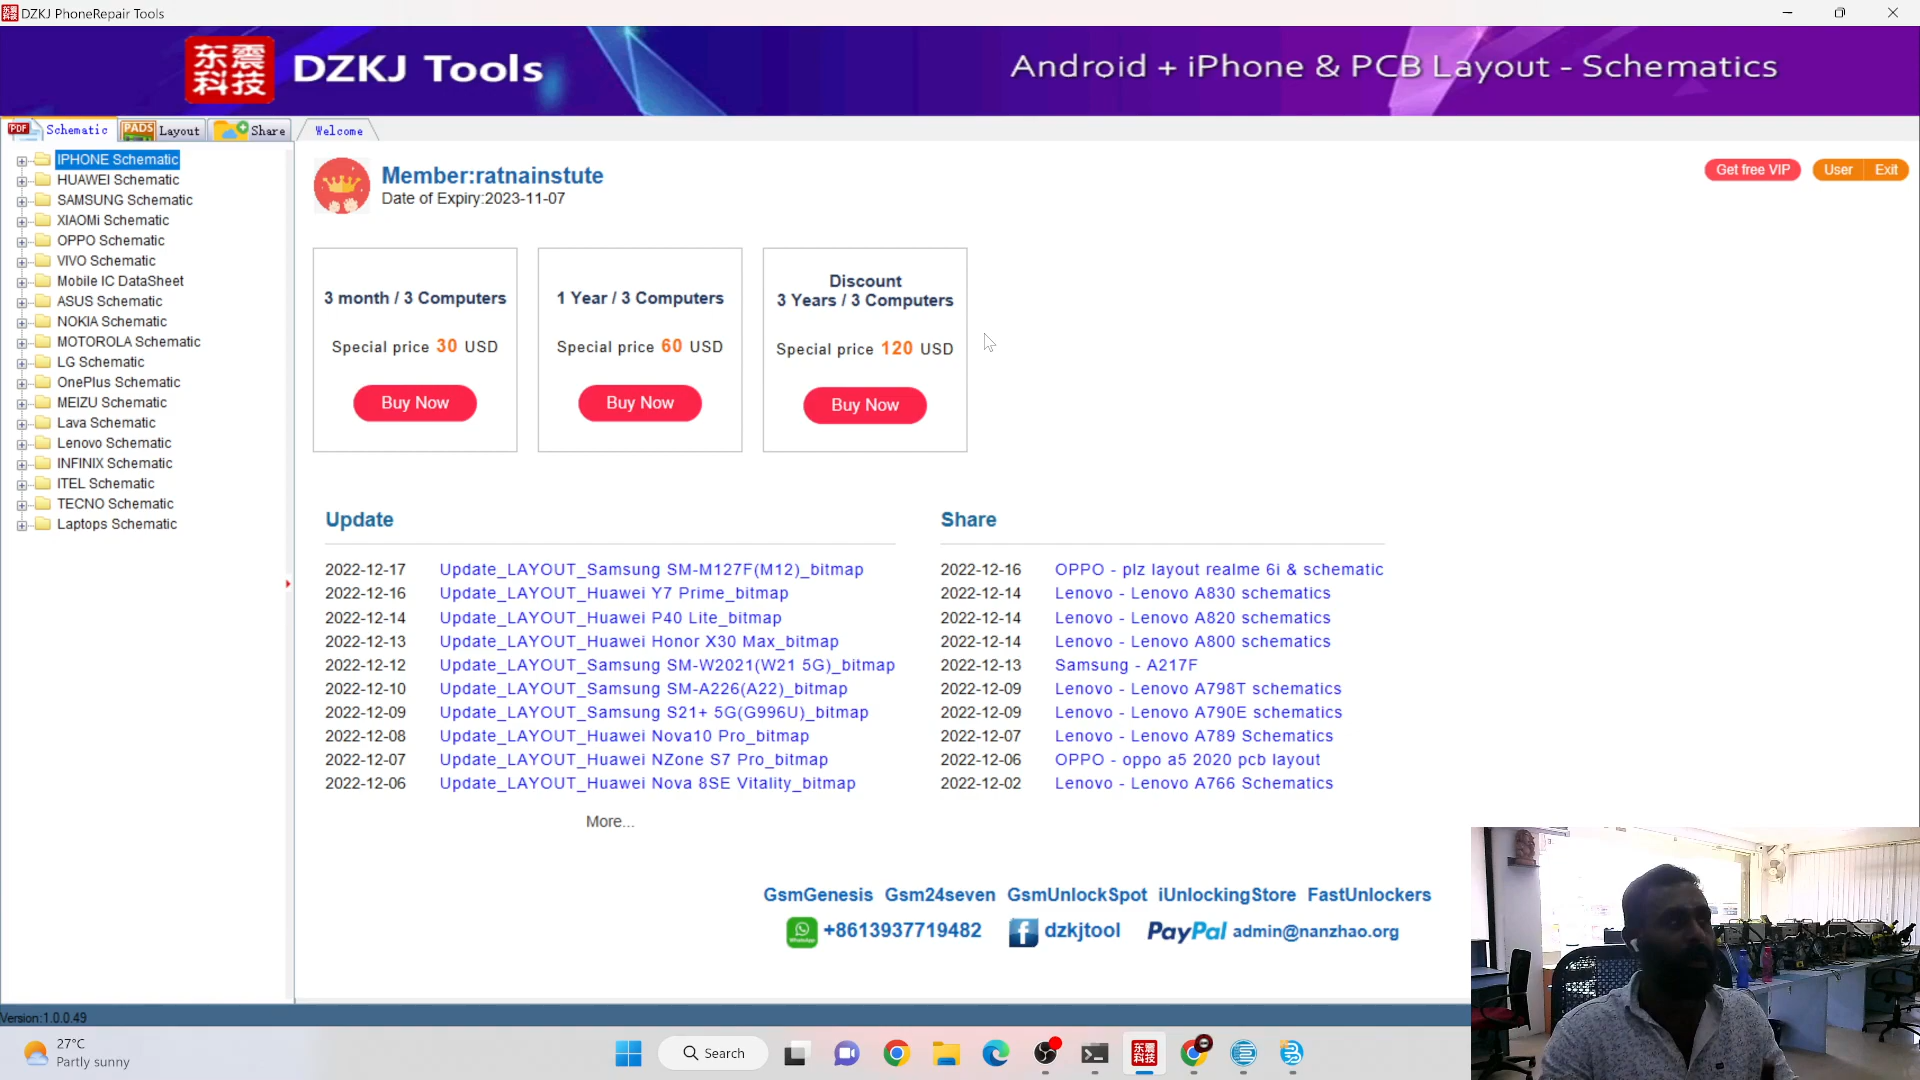 DZKJ PhoneRepair Tools
东震
科技
DZKJ Tools
Android + iPhone & PCB Layout - Schematics
PDF Schematic
PADS Layout
Share
Welcome
IPHONE Schematic
HUAWEI Schematic
SAMSUNG Schematic
XIAOMi Schematic
OPPO Schematic
VIVO Schematic
Mobile IC DataSheet
ASUS Schematic
NOKIA Schematic
MOTOROLA Schematic
LG Schematic
OnePlus Schematic
MEIZU Schematic
Lava Schematic
Lenovo Schematic
INFINIX Schematic
ITEL Schematic
TECNO Schematic
Laptops Schematic
Member:ratnainstute
Date of Expiry:2023-11-07
Get free VIP
User
Exit
3 month / 3 Computers
Special price 30 USD
Buy Now
1 Year / 3 Computers
Special price 60 USD
Buy Now
Discount
3 Years / 3 Computers
Special price 120 USD
Buy Now
Update
2022-12-17 Update_LAYOUT_Samsung SM-M127F(M12)_bitmap
2022-12-16 Update_LAYOUT_Huawei Y7 Prime_bitmap
2022-12-14 Update_LAYOUT_Huawei P40 Lite_bitmap
2022-12-13 Update_LAYOUT_Huawei Honor X30 Max_bitmap
2022-12-12 Update_LAYOUT_Samsung SM-W2021(W21 5G)_bitmap
2022-12-10 Update_LAYOUT_Samsung SM-A226(A22)_bitmap
2022-12-09 Update_LAYOUT_Samsung S21+ 5G(G996U)_bitmap
2022-12-08 Update_LAYOUT_Huawei Nova10 Pro_bitmap
2022-12-07 Update_LAYOUT_Huawei NZone S7 Pro_bitmap
2022-12-06 Update_LAYOUT_Huawei Nova 8SE Vitality_bitmap
More...
Share
2022-12-16 OPPO - plz layout realme 6i & schematic
2022-12-14 Lenovo - Lenovo A830 schematics
2022-12-14 Lenovo - Lenovo A820 schematics
2022-12-14 Lenovo - Lenovo A800 schematics
2022-12-13 Samsung - A217F
2022-12-09 Lenovo - Lenovo A798T schematics
2022-12-09 Lenovo - Lenovo A790E schematics
2022-12-07 Lenovo - Lenovo A789 Schematics
2022-12-06 OPPO - oppo a5 2020 pcb layout
2022-12-02 Lenovo - Lenovo A766 Schematics
GsmGenesis Gsm24seven GsmUnlockSpot iUnlockingStore FastUnlockers
WhatsApp +8613937719482 dzkjtool PayPal admin@nanzhao.org
Version:1.0.0.49
27°C
Partly sunny
Search
东震
科技